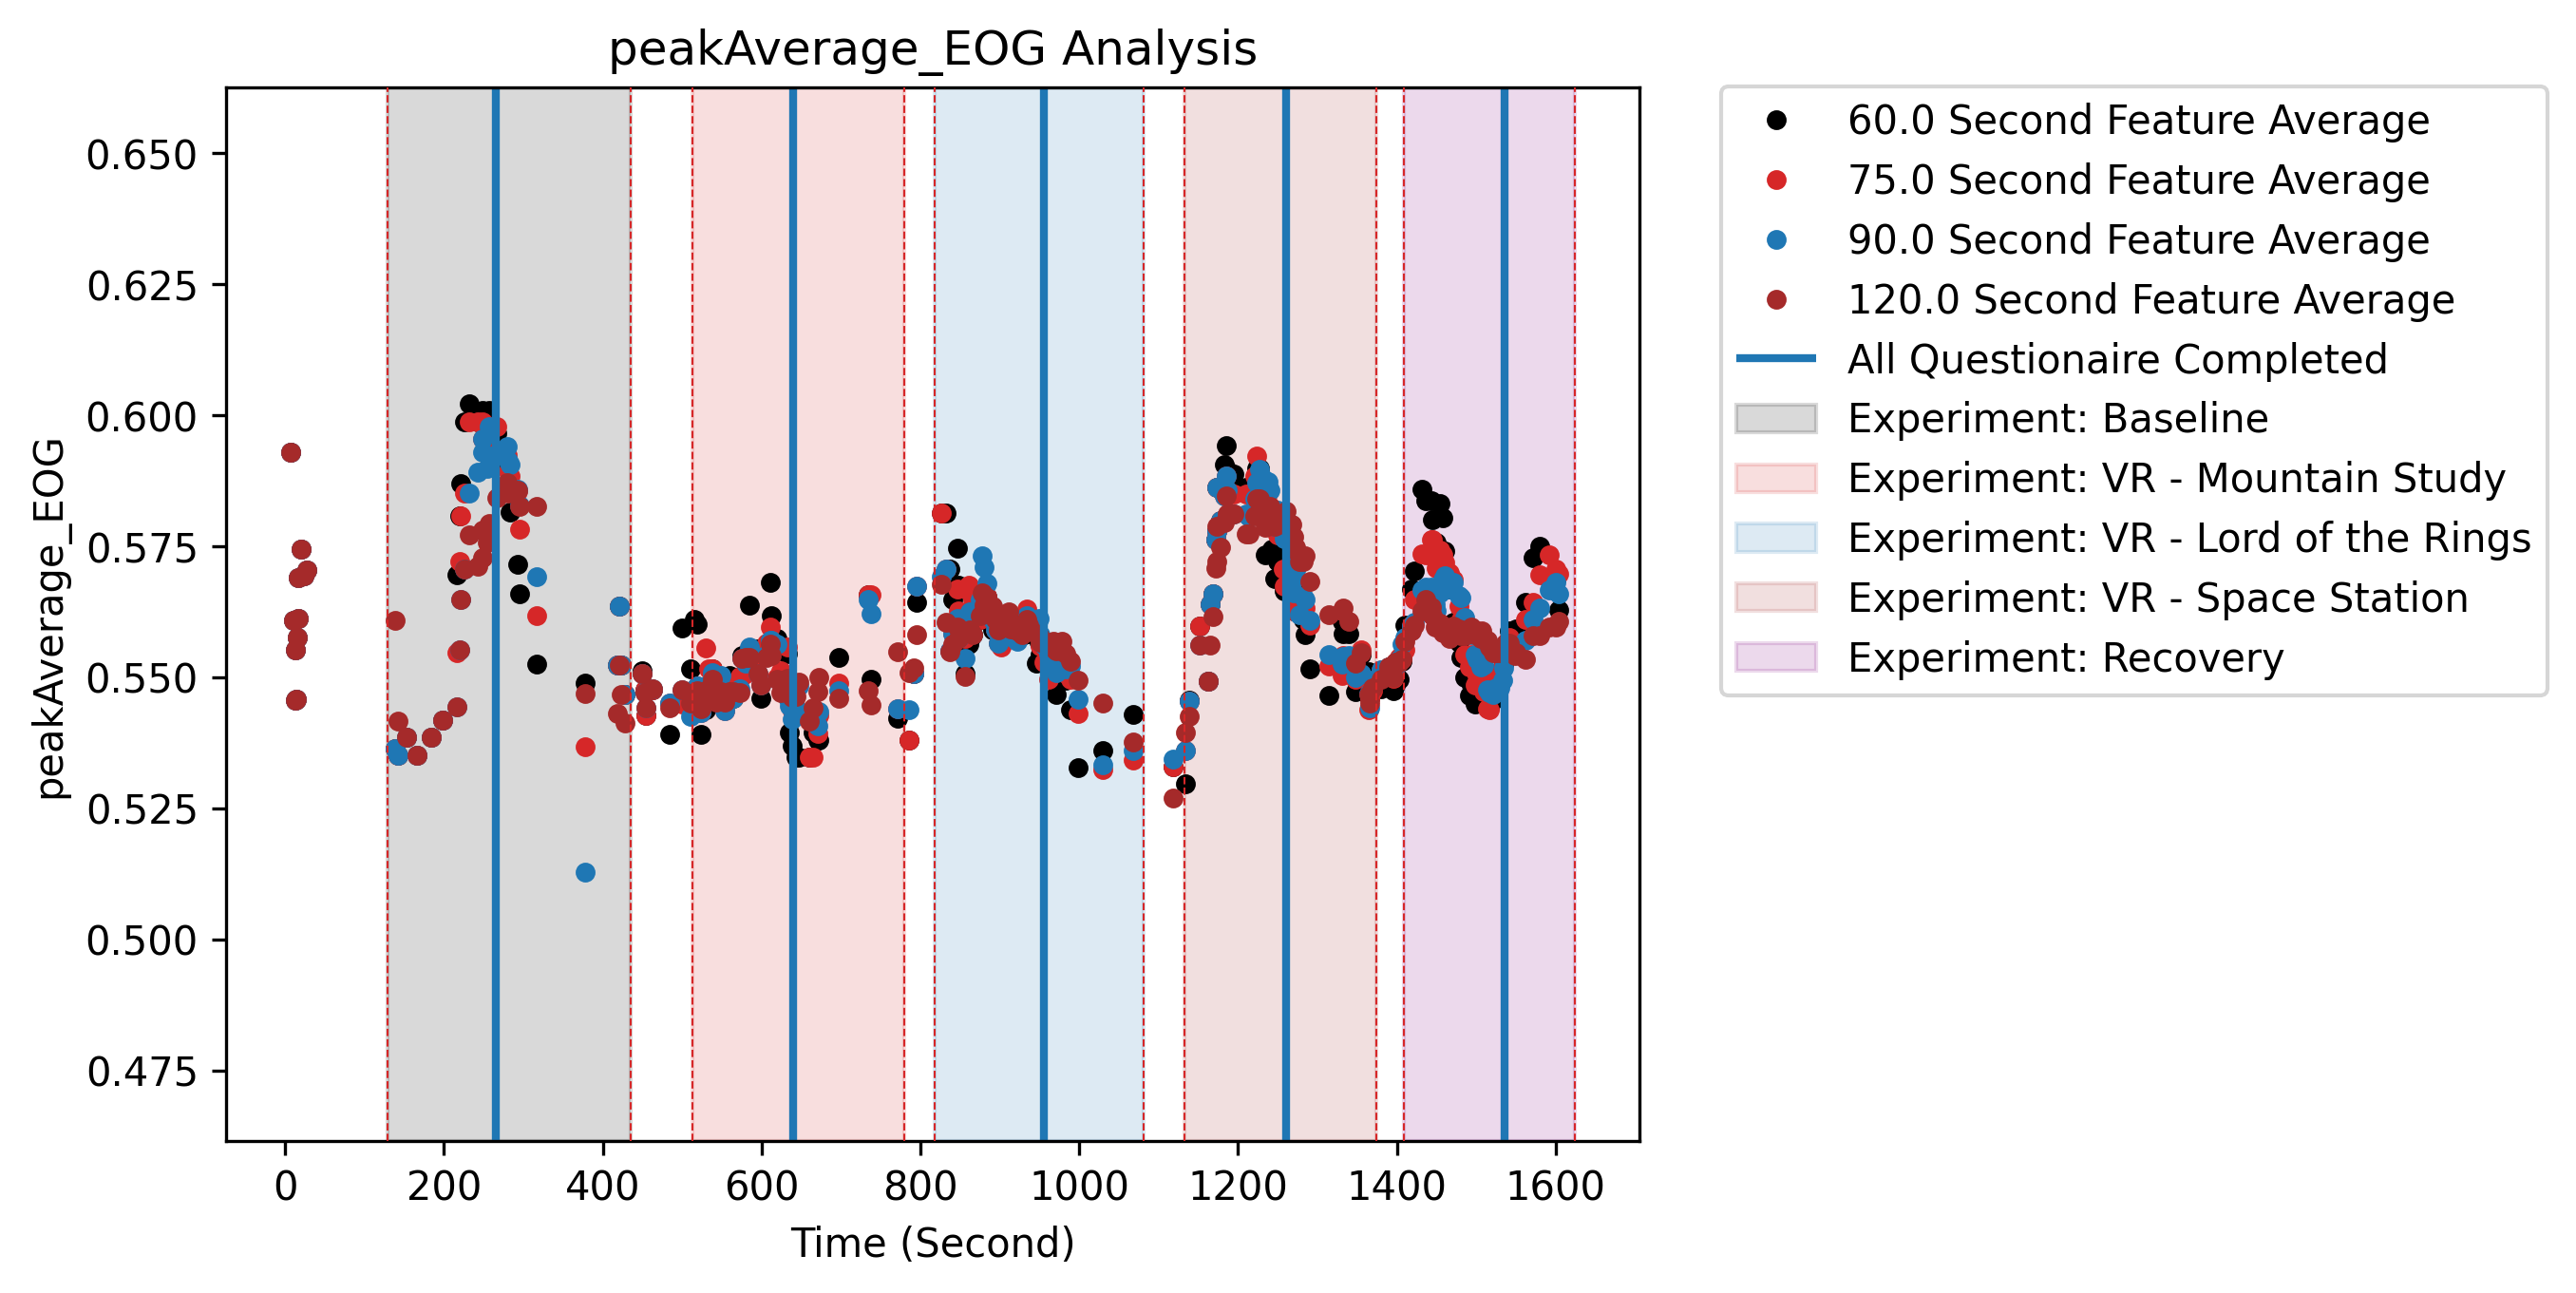 peakAverage_EOG Analysis
peakAverage_EOG
0.650
0.625
0.600
0.575
0.550
0.525
0.500
0.475
0 200 400 600 800 1000 1200 1400 1600
Time (Second)
60.0 Second Feature Average
75.0 Second Feature Average
90.0 Second Feature Average
120.0 Second Feature Average
All Questionaire Completed
Experiment: Baseline
Experiment: VR - Mountain Study
Experiment: VR - Lord of the Rings
Experiment: VR - Space Station
Experiment: Recovery